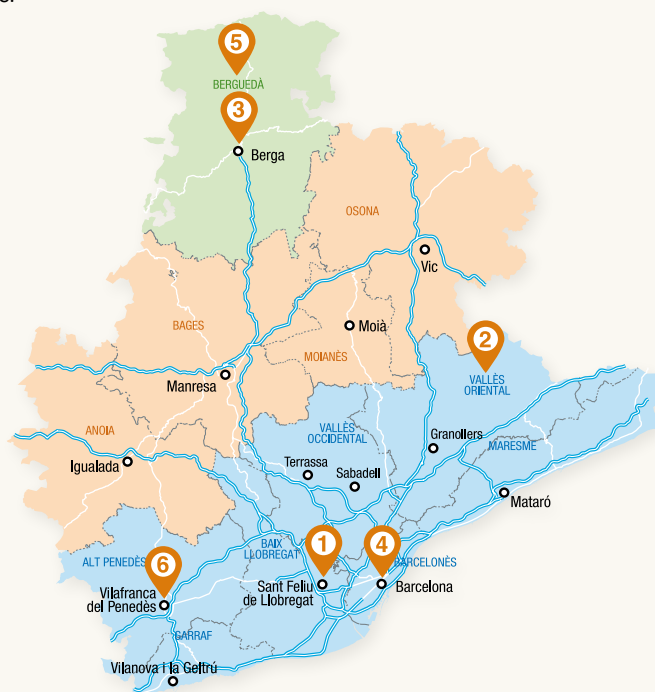 5
BERGUEDÀ
3
Berga
OSONA
Vic
BAGES
Moià
MOIANÈS
2
Manresa
VALLÈS
ORIENTAL
ANOIA
VALLÈS
OCCIDENTAL
Granollers
MARESME
Igualada
Terrassa
Sabadell
Mataró
1
4
BAIX
LLOBREGAT
ALT PENEDÈS
6
BARCELONÈS
Sant Feliu
de Llobregat
Barcelona
Vilafranca
del Penedès
GARRAF
Vilanova i la Geltrú